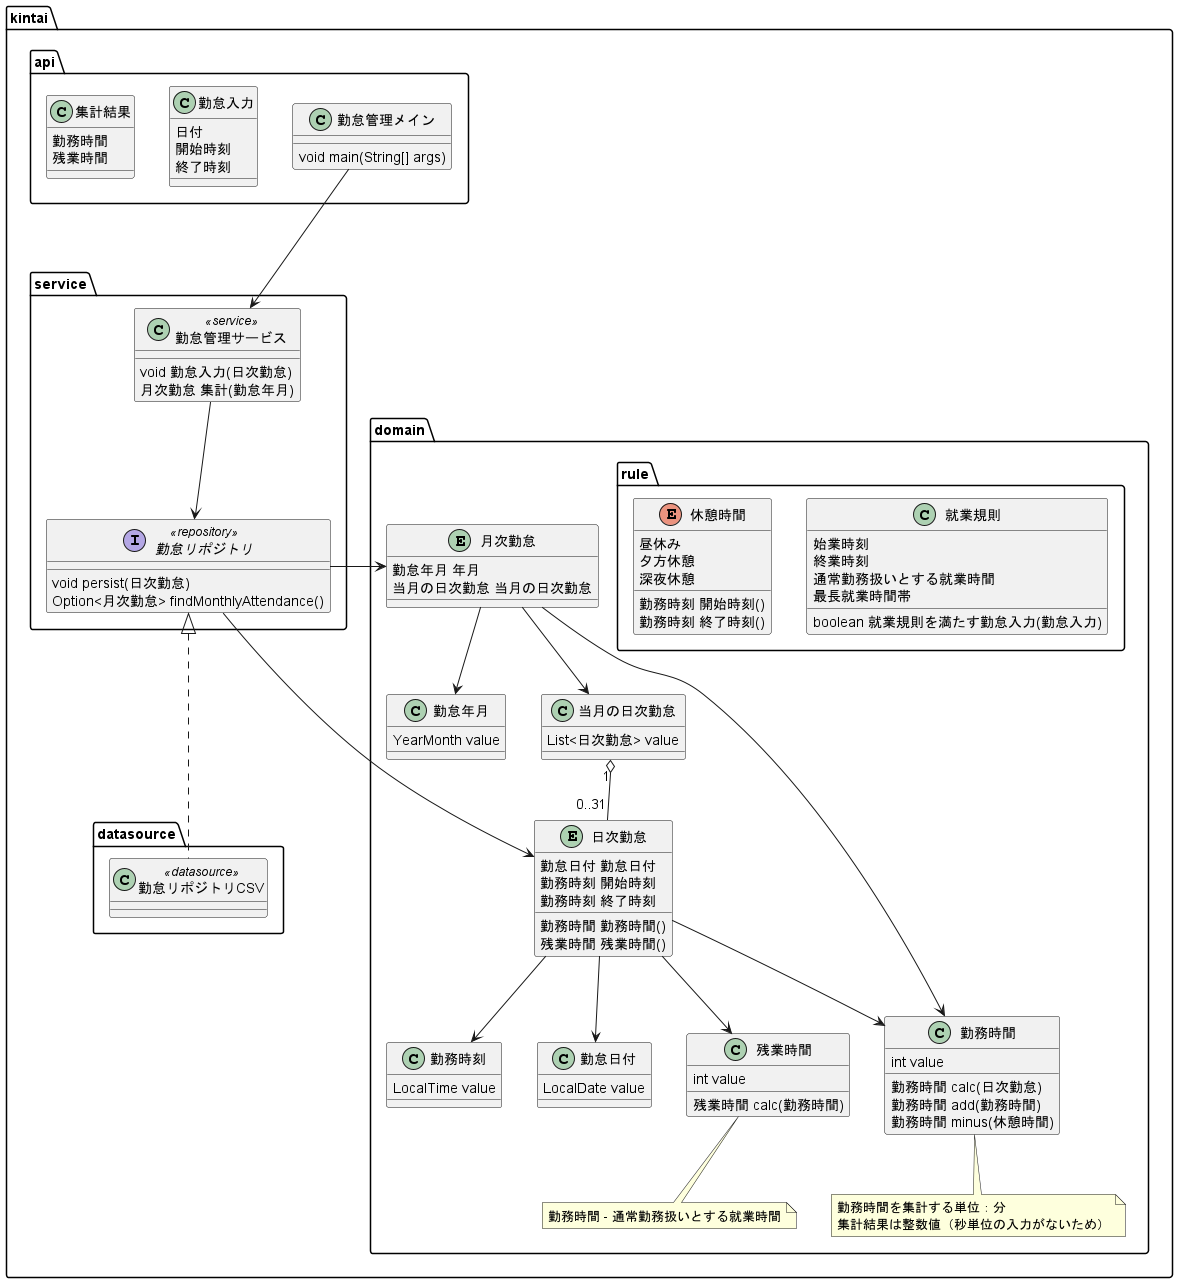 kintai
api
C 集計結果
勤務時間
残業時間
C 勤怠入力
日付
開始時刻
終了時刻
C 勤怠管理メイン
void main(String[] args)
service
C «service»
勤怠管理サービス
void 勤怠入力(日次勤怠)
月次勤怠 集計(勤怠年月)
I «repository»
勤怠リポジトリ
void persist(日次勤怠)
Option<月次勤怠> findMonthlyAttendance()
domain
rule
E 休憩時間
昼休み
夕方休憩
深夜休憩
勤務時刻 開始時刻()
勤務時刻 終了時刻()
C 就業規則
始業時刻
終業時刻
通常勤務扱いとする就業時間
最長就業時間帯
boolean 就業規則を満たす勤怠入力(勤怠入力)
E 月次勤怠
勤怠年月 年月
当月の日次勤怠 当月の日次勤怠
C 勤怠年月
YearMonth value
C 当月の日次勤怠
List<日次勤怠> value
1
0..31
datasource
C «datasource»
勤怠リポジトリCSV
E 日次勤怠
勤怠日付 勤怠日付
勤務時刻 開始時刻
勤務時刻 終了時刻
勤務時間 勤務時間()
残業時間 残業時間()
C 勤務時刻
LocalTime value
C 勤怠日付
LocalDate value
C 残業時間
int value
残業時間 calc(勤務時間)
C 勤務時間
int value
勤務時間 calc(日次勤怠)
勤務時間 add(勤務時間)
勤務時間 minus(休憩時間)
勤務時間 - 通常勤務扱いとする就業時間
勤務時間を集計する単位：分
集計結果は整数値（秒単位の入力がないため）